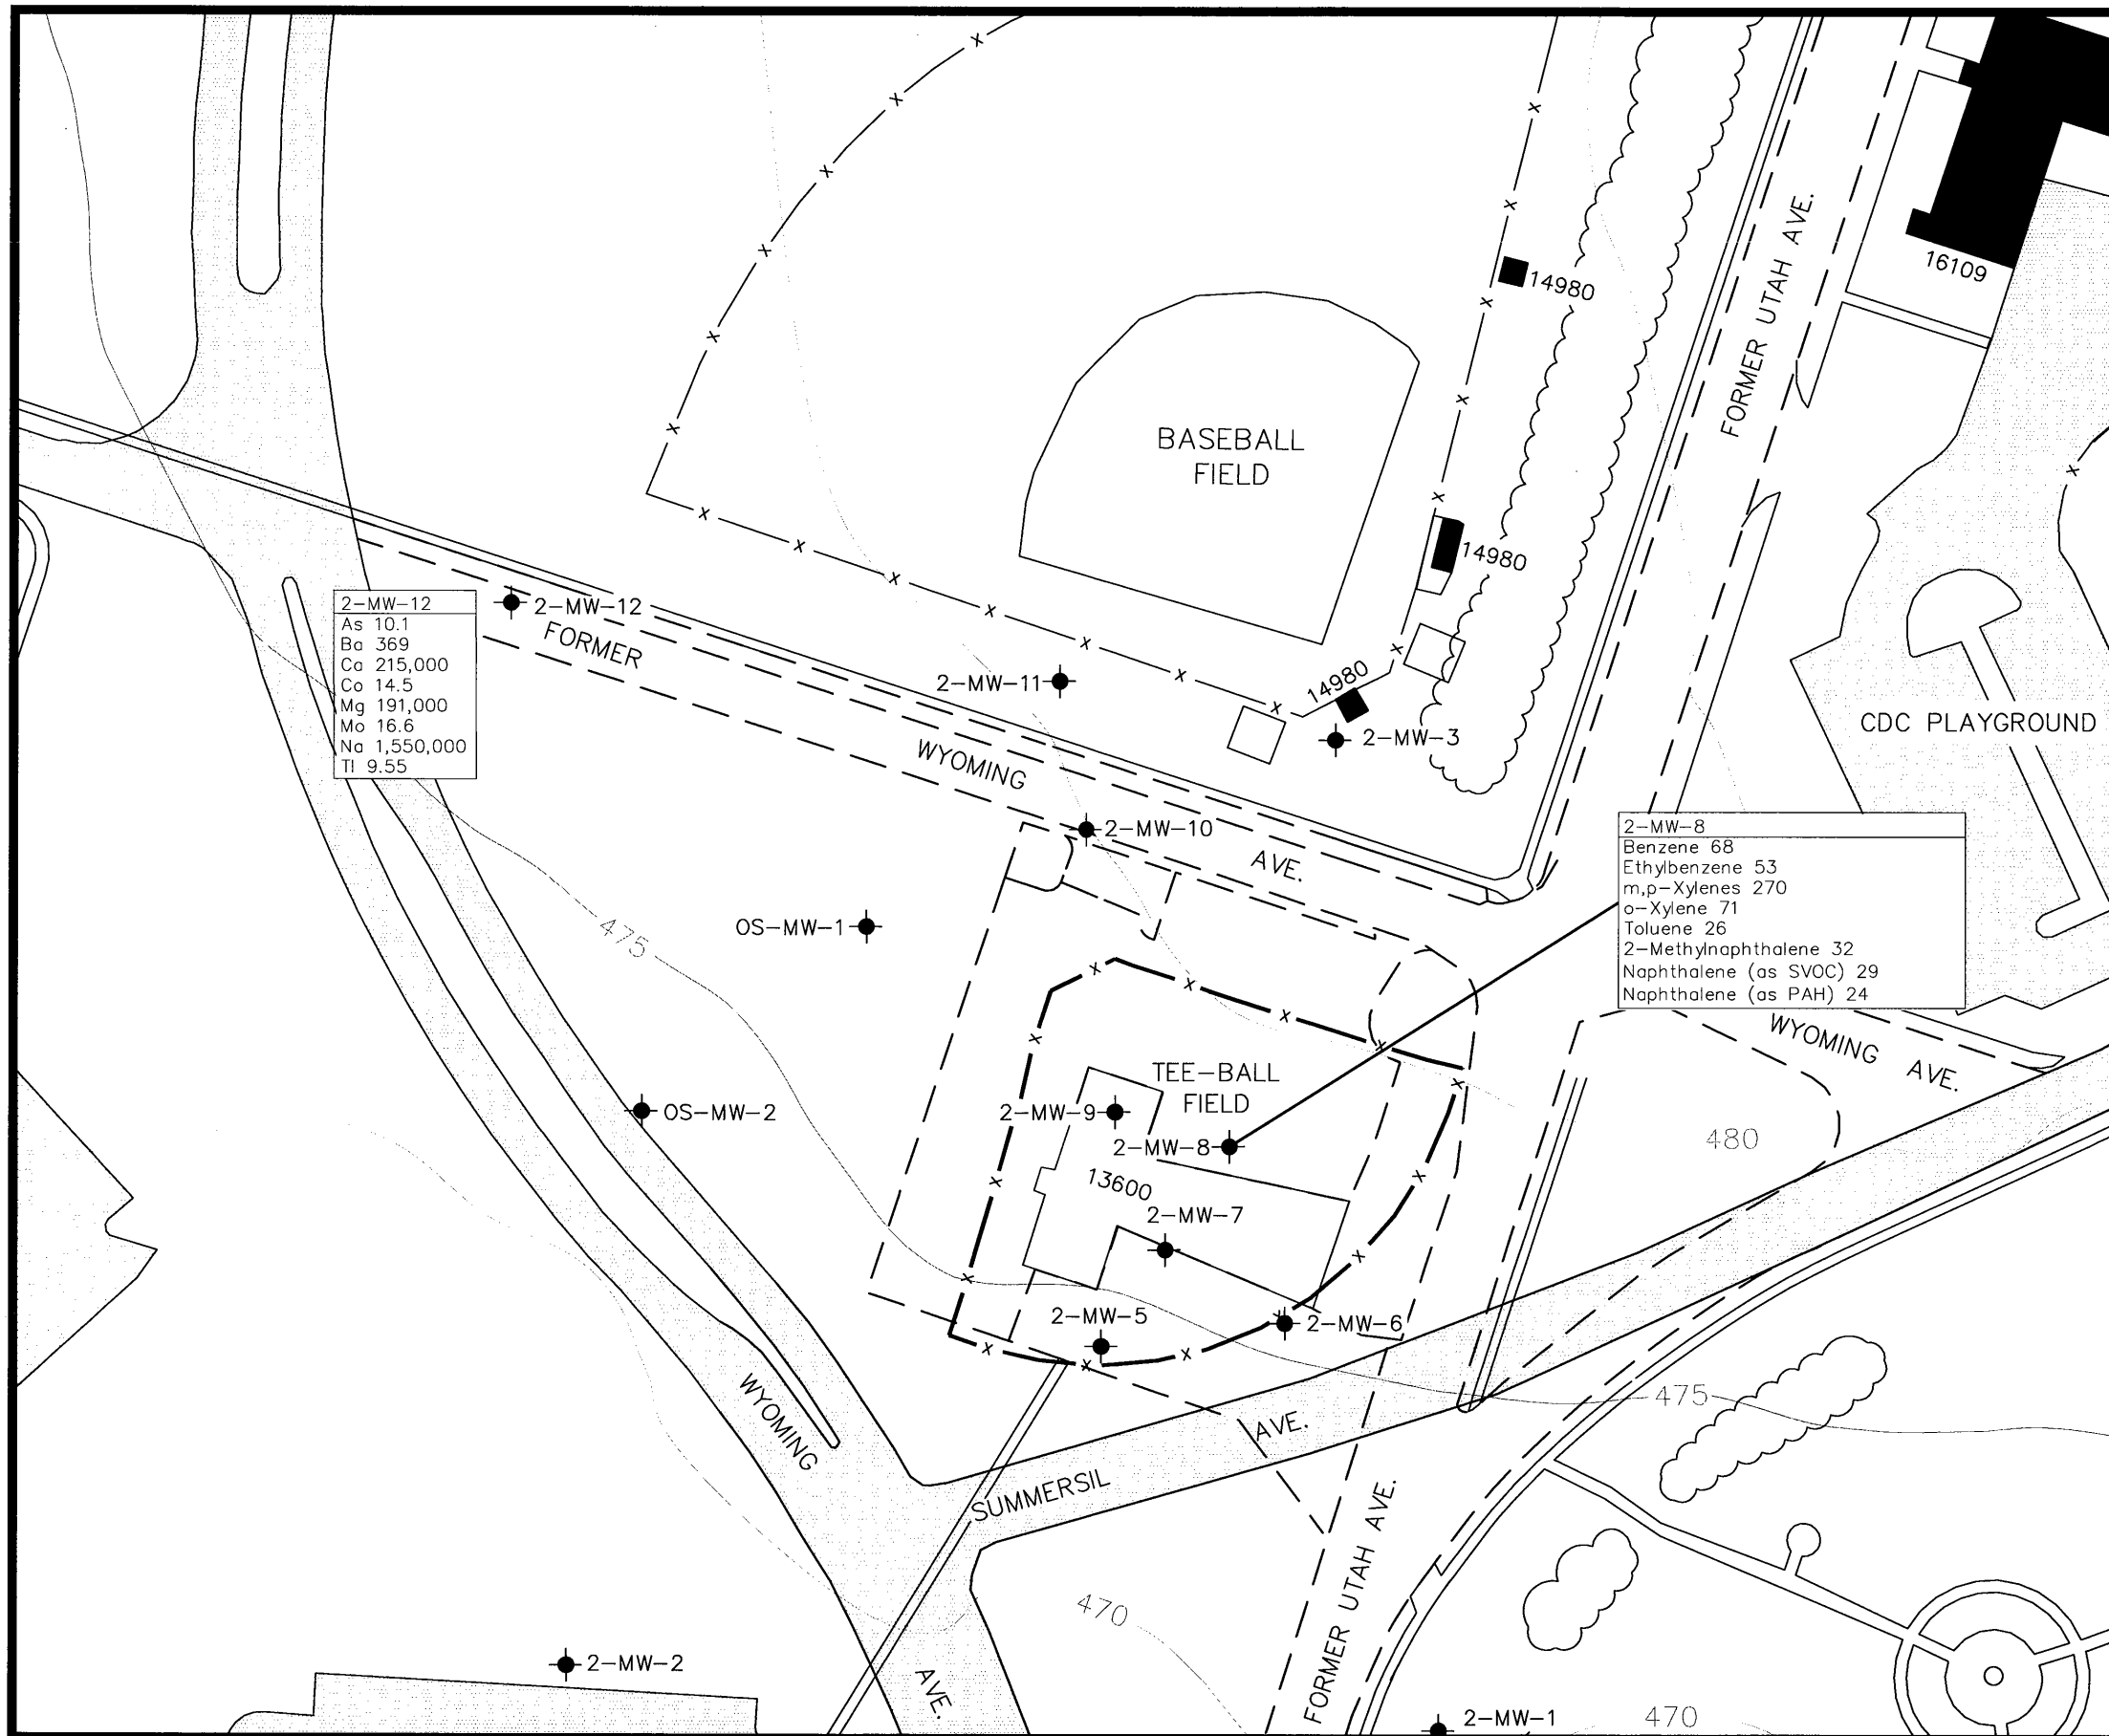 16109
14980
FORMER UTAH AVE.
BASEBALL
FIELD
14980
2-MW-12
As 10.1
Ba 369
Ca 215,000
Co 14.5
Mg 191,000
Mo 16.6
Na 1,550,000
Tl 9.55
2-MW-12
FORMER
2-MW-11
14980
2-MW-3
CDC PLAYGROUND
WYOMING
2-MW-10
AVE.
2-MW-8
Benzene 68
Ethylbenzene 53
m,p-Xylenes 270
o-Xylene 71
Toluene 26
2-Methylnaphthalene 32
Naphthalene (as SVOC) 29
Naphthalene (as PAH) 24
OS-MW-1
475
WYOMING AVE.
TEE-BALL
FIELD
2-MW-9
OS-MW-2
2-MW-8
480
13600
2-MW-7
2-MW-5
2-MW-6
475
WYOMING
AVE.
SUMMERSIL
FORMER UTAH AVE.
470
2-MW-2
AVE.
2-MW-1
470